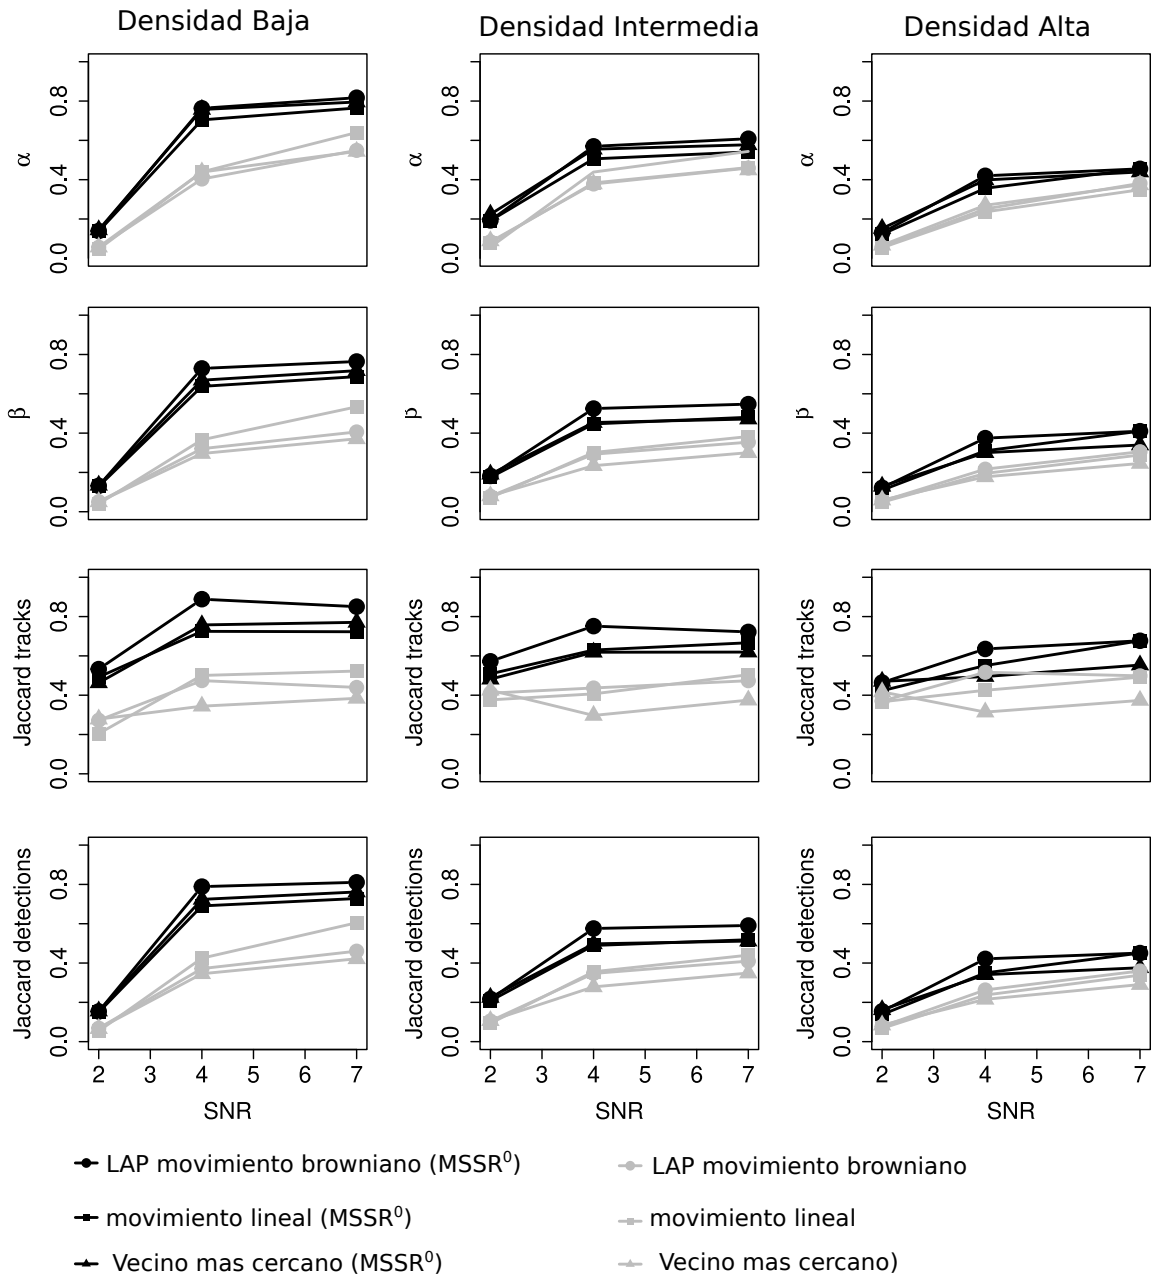 Densidad Baja
Densidad Intermedia
Densidad Alta
α
0.0 0.4 0.8
α
0.0 0.4 0.8
α
0.0 0.4 0.8
β
0.0 0.4 0.8
β
0.0 0.4 0.8
β
0.0 0.4 0.8
Jaccard tracks
0.0 0.4 0.8
Jaccard tracks
0.0 0.4 0.8
Jaccard tracks
0.0 0.4 0.8
Jaccard detections
0.0 0.4 0.8
Jaccard detections
0.0 0.4 0.8
Jaccard detections
0.0 0.4 0.8
2 3 4 5 6 7
2 3 4 5 6 7
2 3 4 5 6 7
SNR
SNR
SNR
LAP movimiento browniano (MSSR⁰)
LAP movimiento browniano
movimiento lineal (MSSR⁰)
movimiento lineal
Vecino mas cercano (MSSR⁰)
Vecino mas cercano)